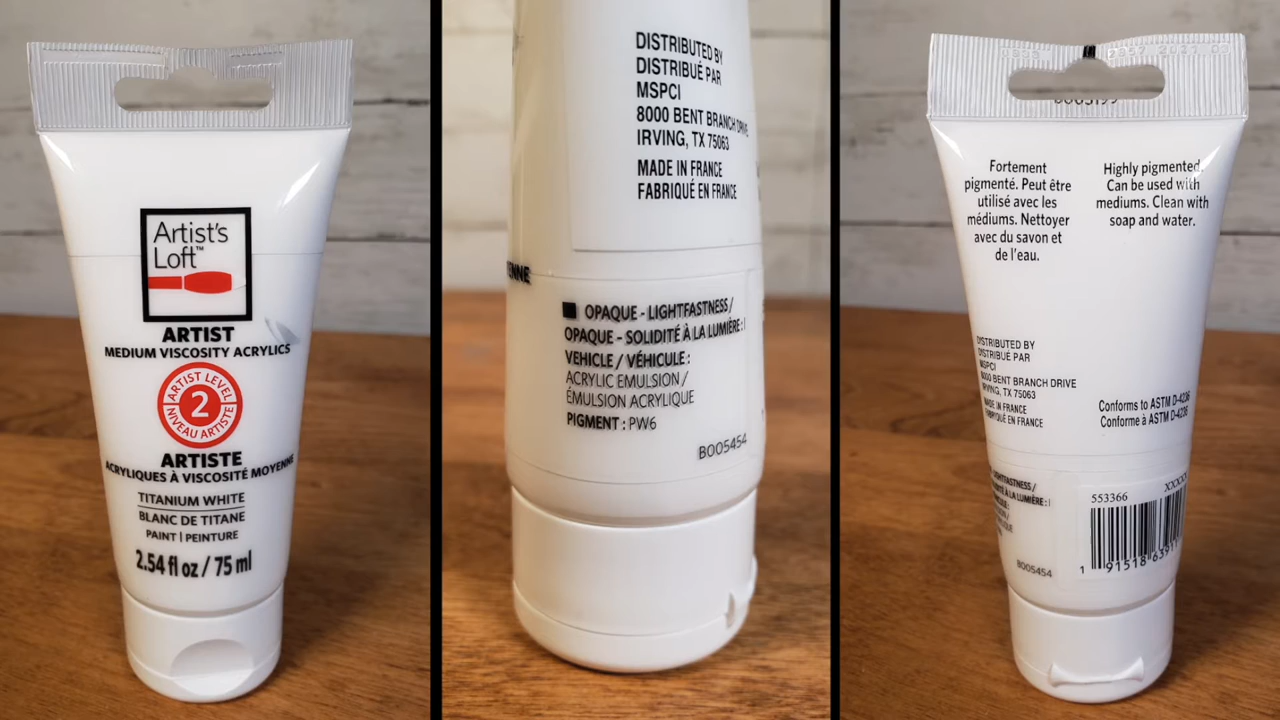 Artist's
Loft™
ARTIST
MEDIUM VISCOSITY ACRYLICS
ARTIST LEVEL
2
NIVEAU ARTISTE
ARTISTE
ACRYLIQUES À VISCOSITÉ MOYENNE
TITANIUM WHITE
BLANC DE TITANE
PAINT | PEINTURE
2.54 fl oz / 75 ml
DISTRIBUTED BY
DISTRIBUÉ PAR
MSPCI
8000 BENT BRANCH DRIVE
IRVING, TX 75063
MADE IN FRANCE
FABRIQUÉ EN FRANCE
ENNE
OPAQUE - LIGHTFASTNESS /
OPAQUE - SOLIDITÉ À LA LUMIÈRE : I
VEHICLE / VÉHICULE :
ACRYLIC EMULSION /
ÉMULSION ACRYLIQUE
PIGMENT : PW6
B005454
Fortement
pigmenté. Peut être
utilisé avec les
médiums. Nettoyer
avec du savon et
de l'eau.
Highly pigmented.
Can be used with
mediums. Clean with
soap and water.
DISTRIBUTED BY
DISTRIBUÉ PAR
MSPCI
8000 BENT BRANCH DRIVE
IRVING, TX 75063
MADE IN FRANCE
FABRIQUÉ EN FRANCE
Conforms to ASTM D-4236
Conforme à ASTM D-4236
LIGHTFASTNESS /
À LA LUMIÈRE : I
B005454
553366
XXXXX
1 91518 6391